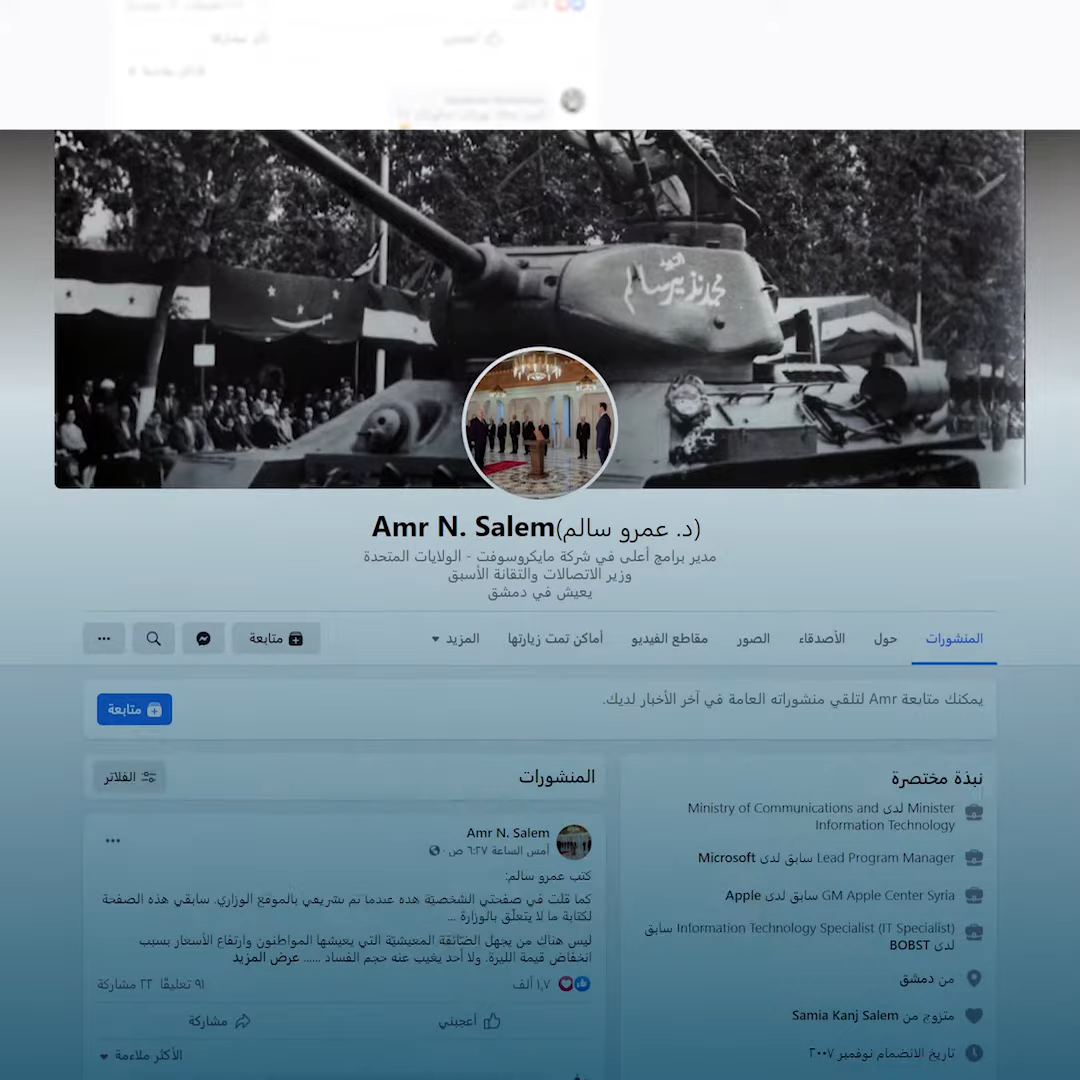 محمد نذير سالم
Amr N. Salem(د. عمرو سالم)
مدير برامج أعلى في شركة مايكروسوفت - الولايات المتحدة
وزير الاتصالات والتقانة الأسبق
يعيش في دمشق
المنشورات
حول
الأصدقاء
الصور
مقاطع الفيديو
أماكن تمت زيارتها
المزيد
متابعة
يمكنك متابعة Amr لتلقي منشوراته العامة في آخر الأخبار لديك.
متابعة
نبذة مختصرة
Minister لدى Ministry of Communications and
Information Technology
Lead Program Manager سابق لدى Microsoft
GM Apple Center Syria سابق لدى Apple
Information Technology Specialist (IT Specialist) سابق
لدى BOBST
من دمشق
متزوج من Samia Kanj Salem
تاريخ الانضمام نوفمبر ٢٠٠٧
المنشورات
الفلاتر
Amr N. Salem
أمس الساعة ٦:٢٧ ص ·
كتب عمرو سالم:
كما قلت في صفحتي الشخصيّة هذه عندما تم تشريفي بالموقع الوزاري. سأبقي هذه الصفحة
لكتابة ما لا يتعلّق بالوزارة ...
ليس هناك من يجهل الضّائقة المعيشيّة التي يعيشها المواطنون وارتفاع الأسعار بسبب
انخفاض قيمة الليرة. ولا أحد يغيب عنه حجم الفساد ...... عرض المزيد
١٫٧ ألف
٩١ تعليقًا ٢٢ مشاركة
أعجبني
مشاركة
الأكثر ملاءمة